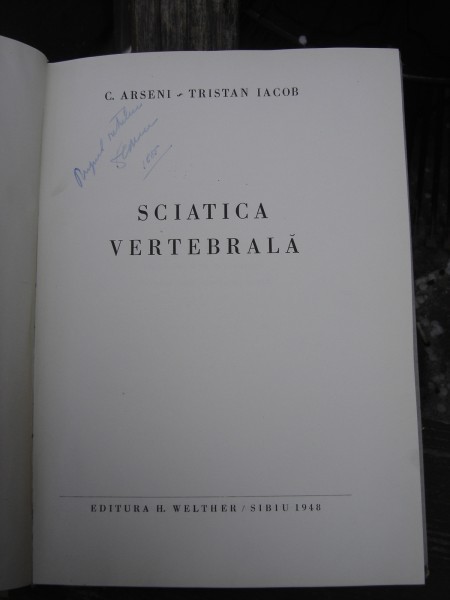 C. ARSENI - TRISTAN IACOB
SCIATICA
VERTEBRALĂ
EDITURA H. WELTHER / SIBIU 1948